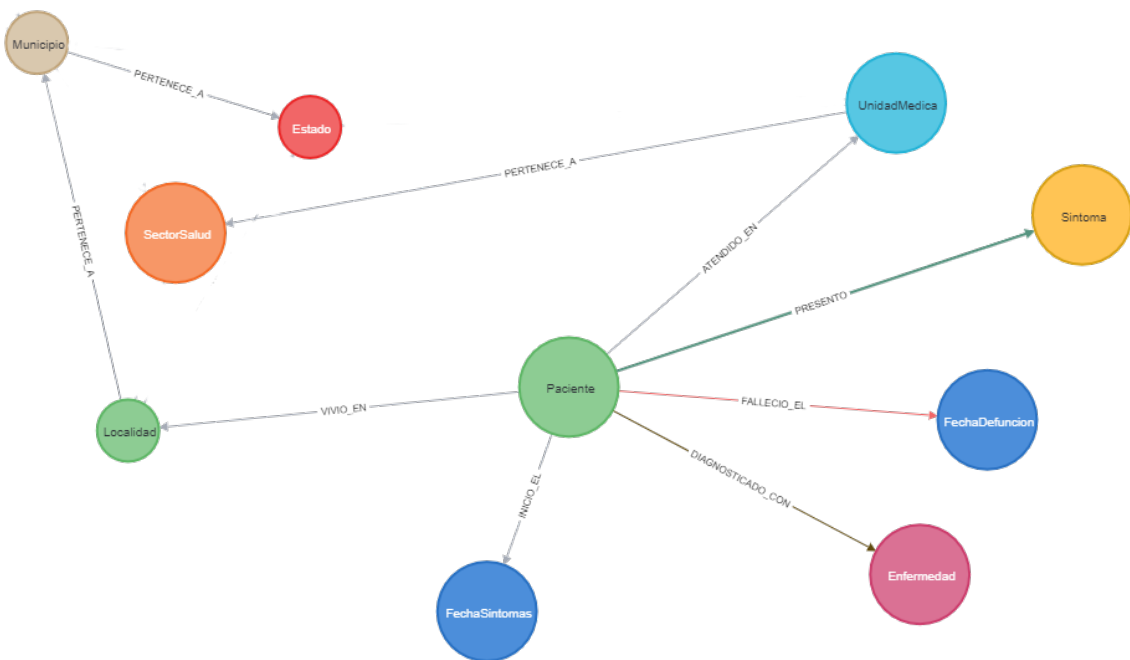 Municipio
PERTENECE_A
Estado
UnidadMedica
PERTENECE_A
SectorSalud
PERTENECE_A
ATENDIDO_EN
Sintoma
PRESENTO
Paciente
VIVIO_EN
Localidad
FALLECIO_EL
FechaDefuncion
DIAGNOSTICADO_CON
INICIO_EL
Enfermedad
FechaSintomas